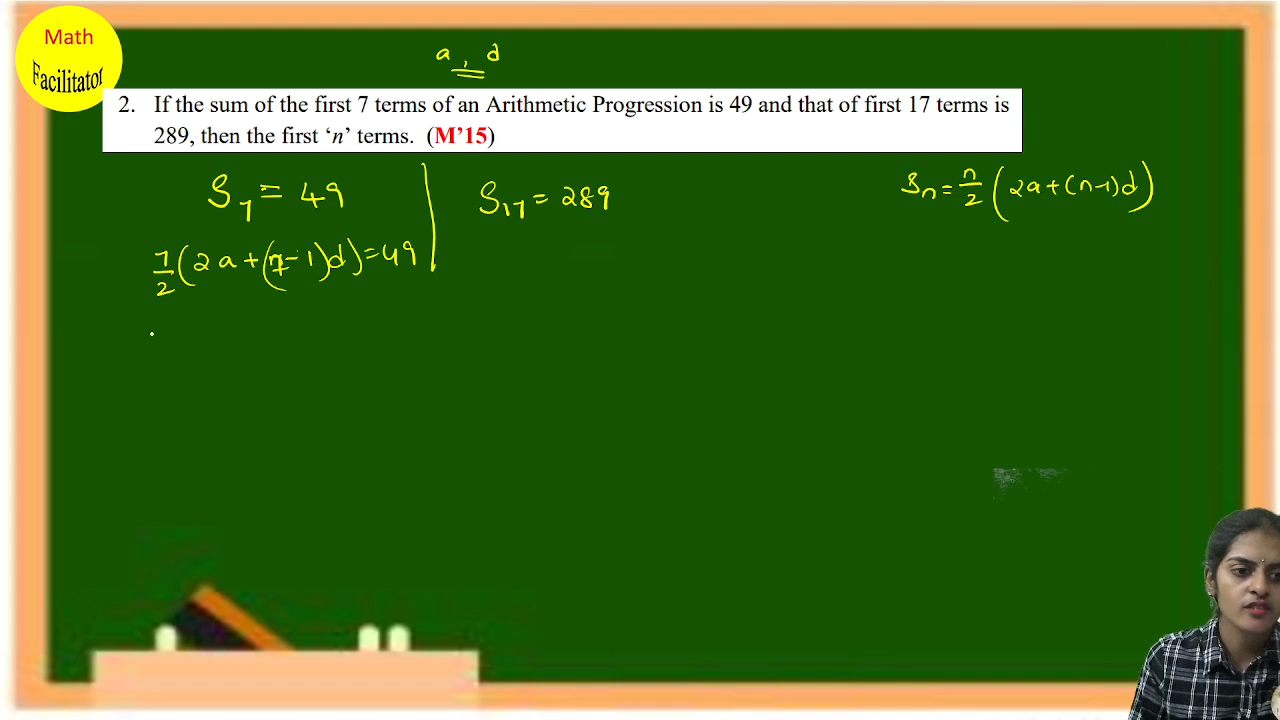 Math
Facilitator
a, d
2. If the sum of the first 7 terms of an Arithmetic Progression is 49 and that of first 17 terms is
289, then the first ‘n’ terms. (M’15)
S₇ = 49
S₁₇ = 289
Sₙ = n/2 (2a+(n-1)d)
7/2 (2a+(7-1)d) = 49